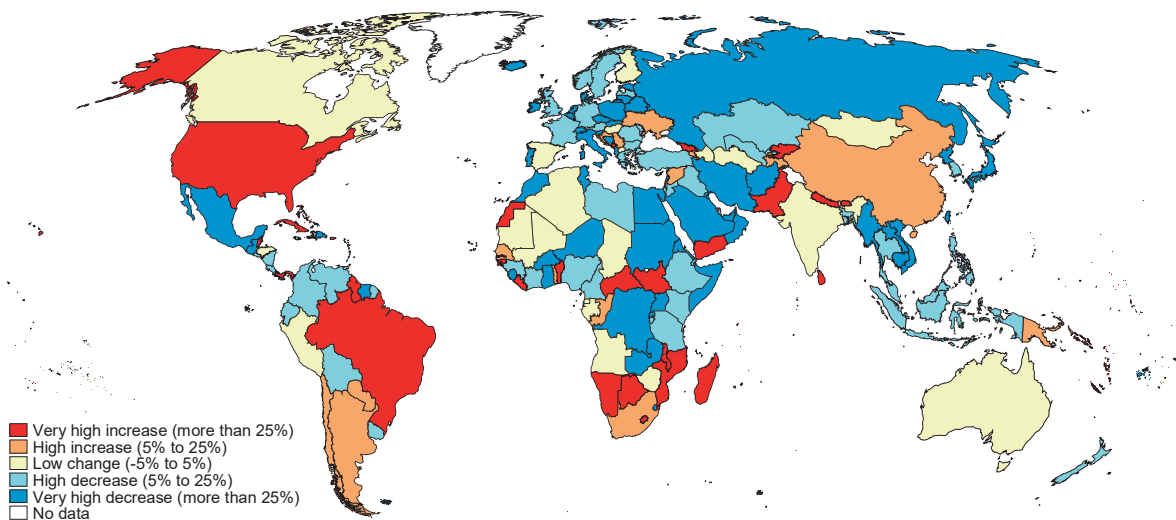 Very high increase (more than 25%)
High increase (5% to 25%)
Low change (-5% to 5%)
High decrease (5% to 25%)
Very high decrease (more than 25%)
No data